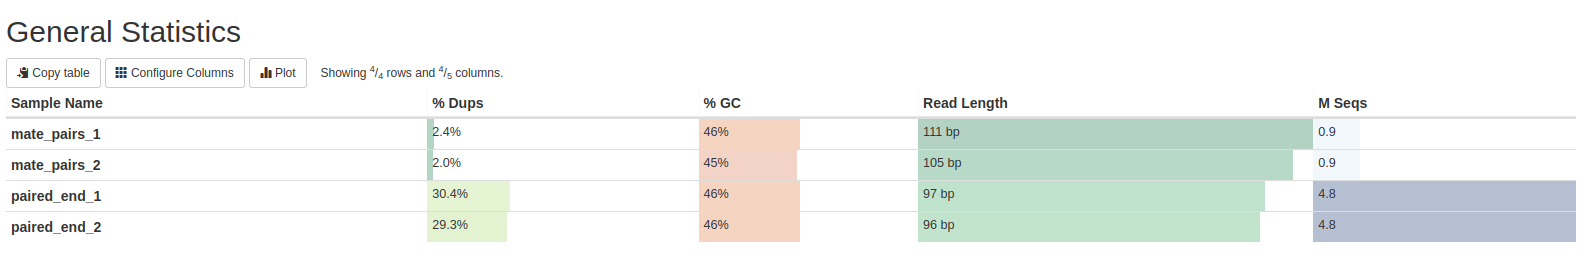 General Statistics
Copy table Configure Columns Plot Showing 4/4 rows and 4/5 columns.
Sample Name % Dups % GC Read Length M Seqs
mate_pairs_1 2.4% 46% 111 bp 0.9
mate_pairs_2 2.0% 45% 105 bp 0.9
paired_end_1 30.4% 46% 97 bp 4.8
paired_end_2 29.3% 46% 96 bp 4.8